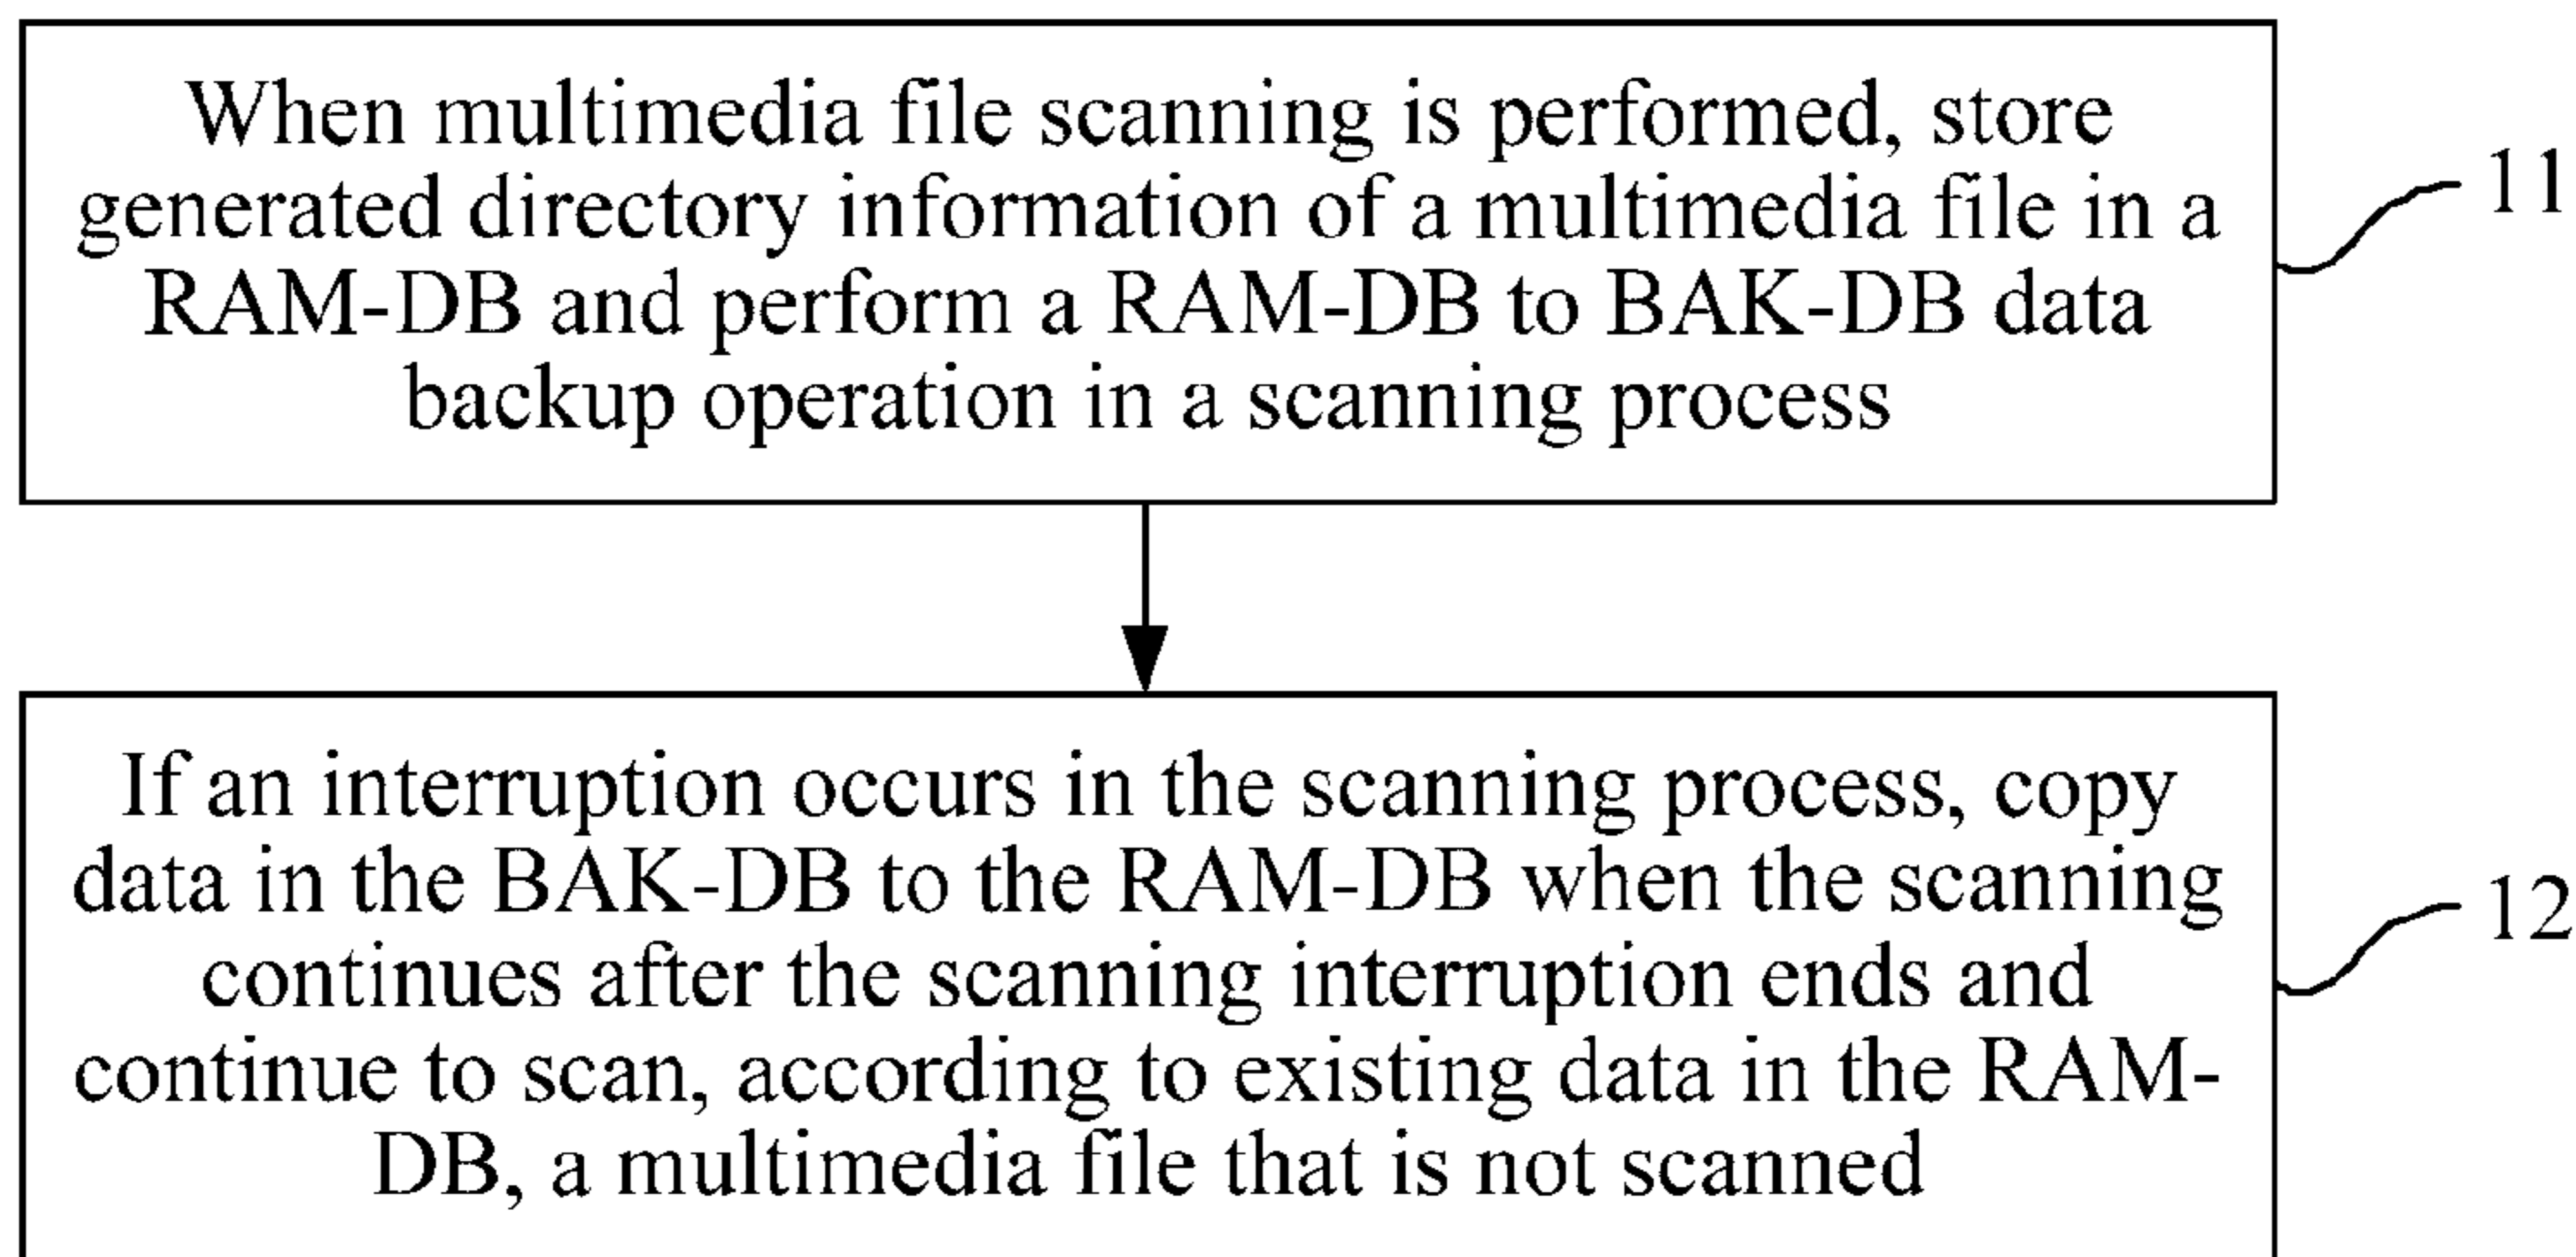 When multimedia file scanning is performed, store
generated directory information of a multimedia file in a
RAM-DB and perform a RAM-DB to BAK-DB data
backup operation in a scanning process
11
If an interruption occurs in the scanning process, copy
data in the BAK-DB to the RAM-DB when the scanning
continues after the scanning interruption ends and
continue to scan, according to existing data in the RAM-
DB, a multimedia file that is not scanned
12